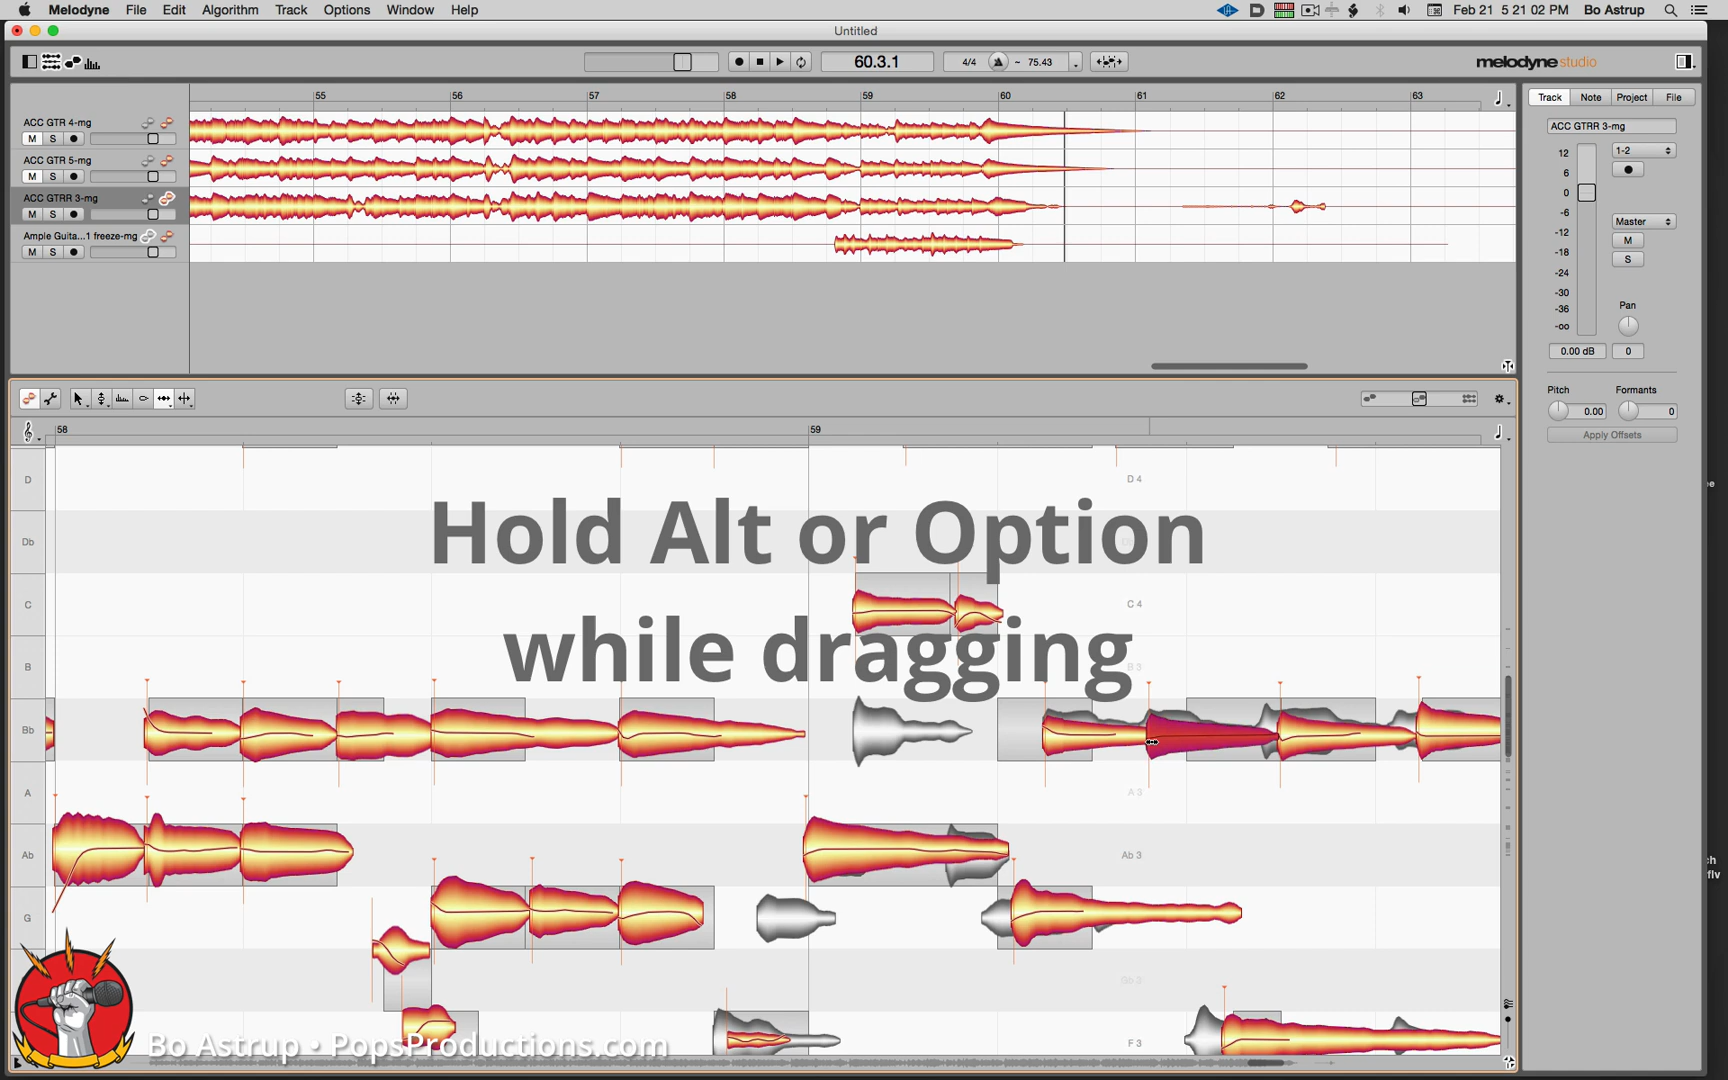 Melodyne File Edit Algorithm Track Options Window Help Feb 21 5 21 02 PM Bo Astrup
Untitled
60.3.1 4/4 ~ 75.43 melodyne studio
55 56 57 58 59 60 61 62 63
Track Note Project File
ACC GTR 4-mg
M S
ACC GTR 5-mg
M S
ACC GTRR 3-mg
M S
Ample Guita...1 freeze-mg
M S
ACC GTRR 3-mg
12
6
0
-6
-12
-18
-24
-30
-36
-oo
1-2
Master
M
S
Pan
0.00 dB 0
Pitch Formants
0.00 0
Apply Offsets
58 59
D D 4
Db
C C 4
B B 3
Bb
A A 3
Ab Ab 3
G
Gb 3
F 3
Hold Alt or Option
while dragging
Bo Astrup • PopsProductions.com